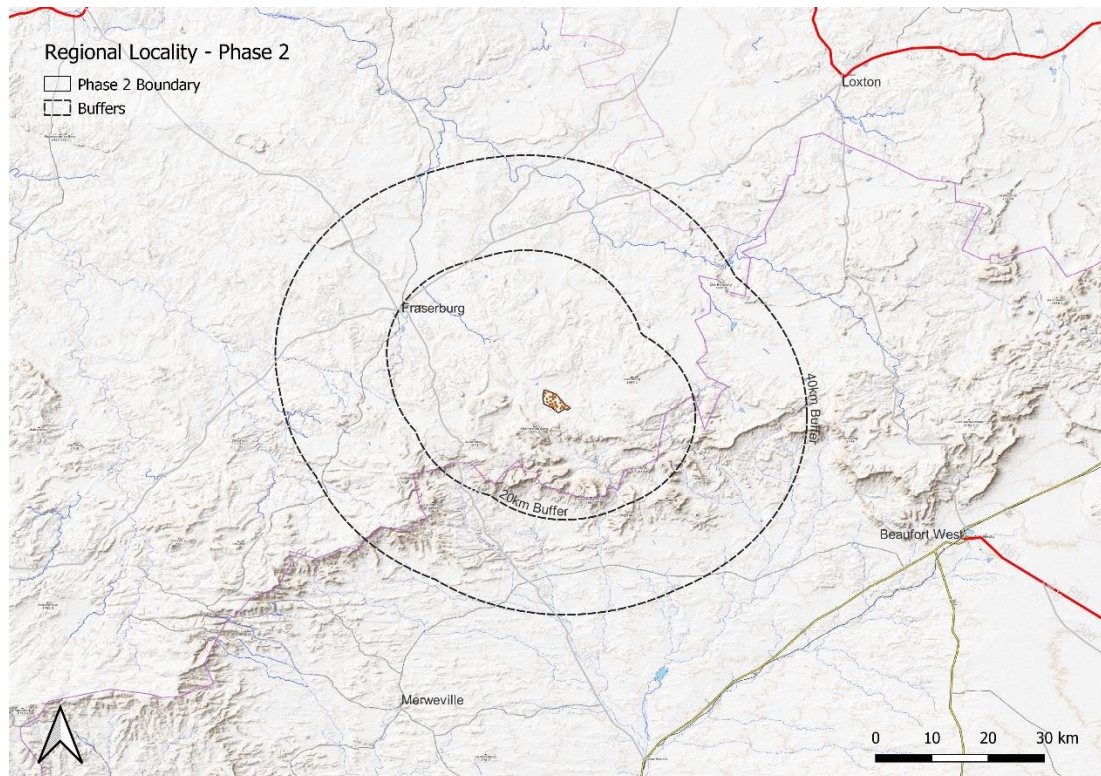 Regional Locality - Phase 2
Phase 2 Boundary
Buffers
Loxton
Fraserburg
40km Buffer
20km Buffer
Beaufort West
Merweville
0 10 20 30 km